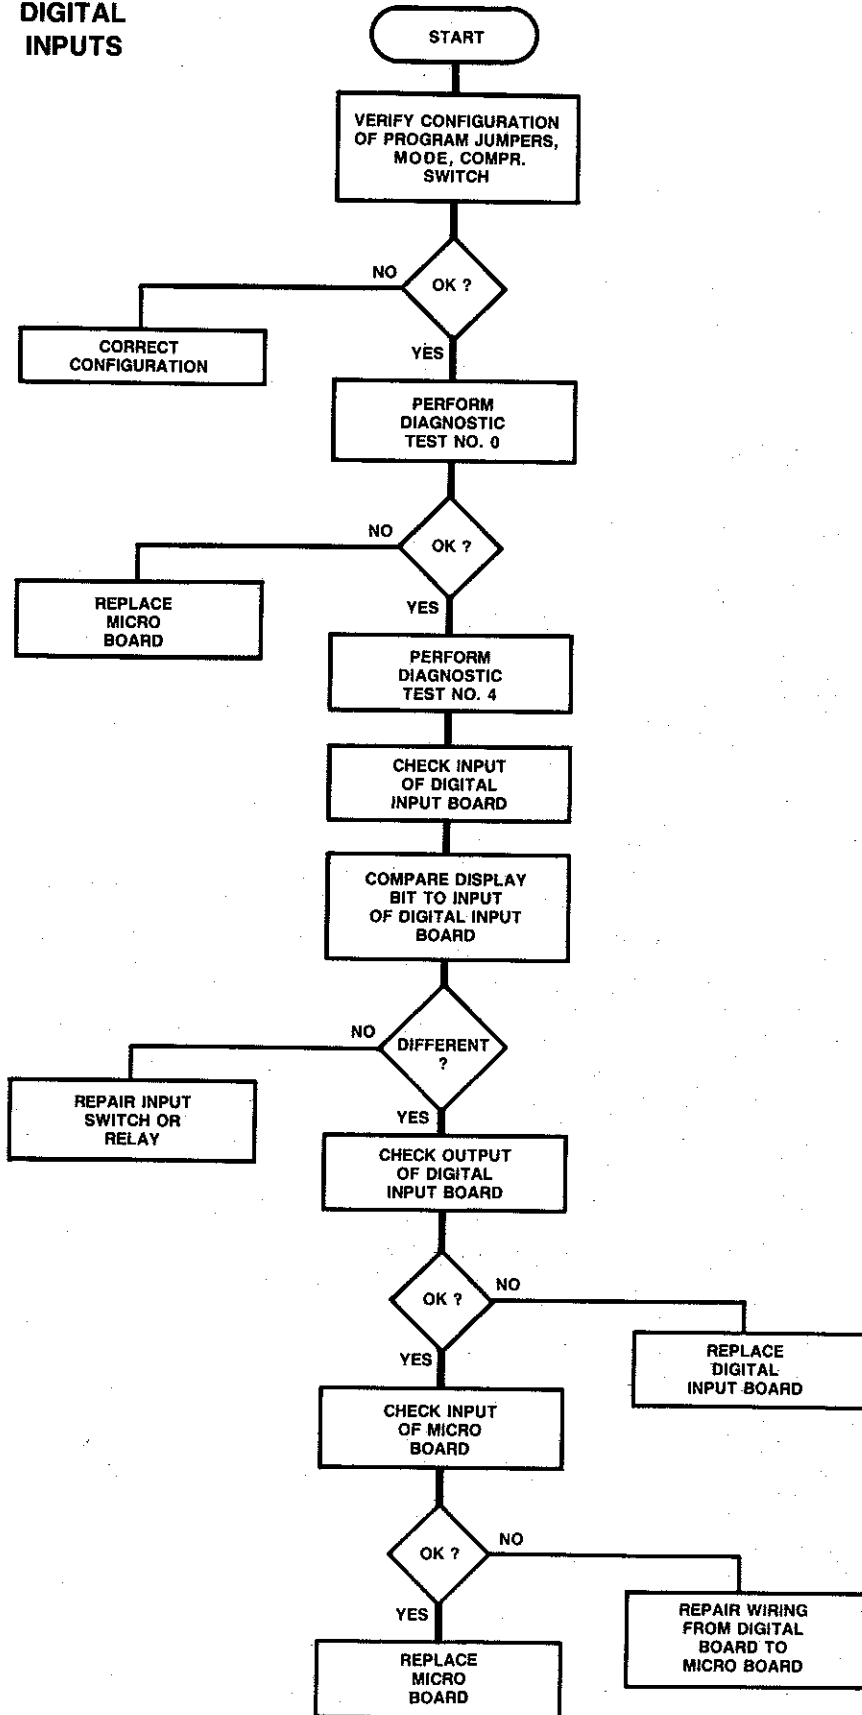 DIGITAL
INPUTS
START
VERIFY CONFIGURATION
OF PROGRAM JUMPERS,
MODE, COMPR.
SWITCH
OK ?
NO
CORRECT
CONFIGURATION
YES
PERFORM
DIAGNOSTIC
TEST NO. 0
OK ?
NO
REPLACE
MICRO
BOARD
YES
PERFORM
DIAGNOSTIC
TEST NO. 4
CHECK INPUT
OF DIGITAL
INPUT BOARD
COMPARE DISPLAY
BIT TO INPUT
OF DIGITAL INPUT
BOARD
DIFFERENT
?
NO
REPAIR INPUT
SWITCH OR
RELAY
YES
CHECK OUTPUT
OF DIGITAL
INPUT BOARD
OK ?
NO
REPLACE
DIGITAL
INPUT BOARD
YES
CHECK INPUT
OF MICRO
BOARD
OK ?
NO
REPAIR WIRING
FROM DIGITAL
BOARD TO
MICRO BOARD
YES
REPLACE
MICRO
BOARD